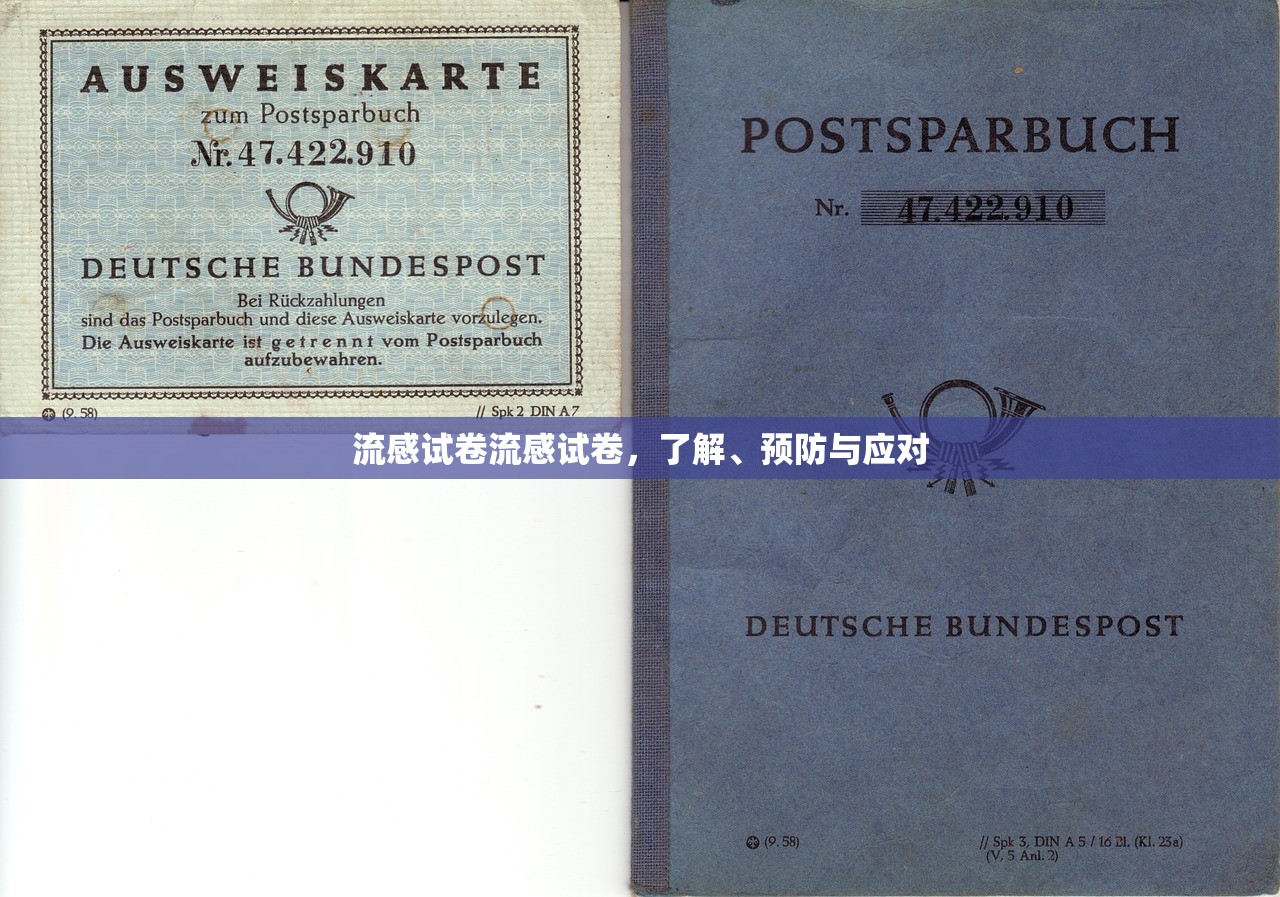 AUSWEISKARTE
zum Postsparbuch
Nr. 47.422.910
DEUTSCHE BUNDESPOST
Bei Rückzahlungen
sind das Postsparbuch und diese Ausweiskarte vorzulegen.
Die Ausweiskarte ist getrennt vom Postsparbuch
aufzubewahren.
(9. 58)
// Spk 2 DIN A 7
POSTSPARBUCH
Nr. 47.422.910
流感试卷流感试卷，了解、预防与应对
DEUTSCHE BUNDESPOST
(9. 58)
// Spk 3, DIN A 5 / 16 Bl. (Kl. 23a)
(V, 5 Anl. 2)